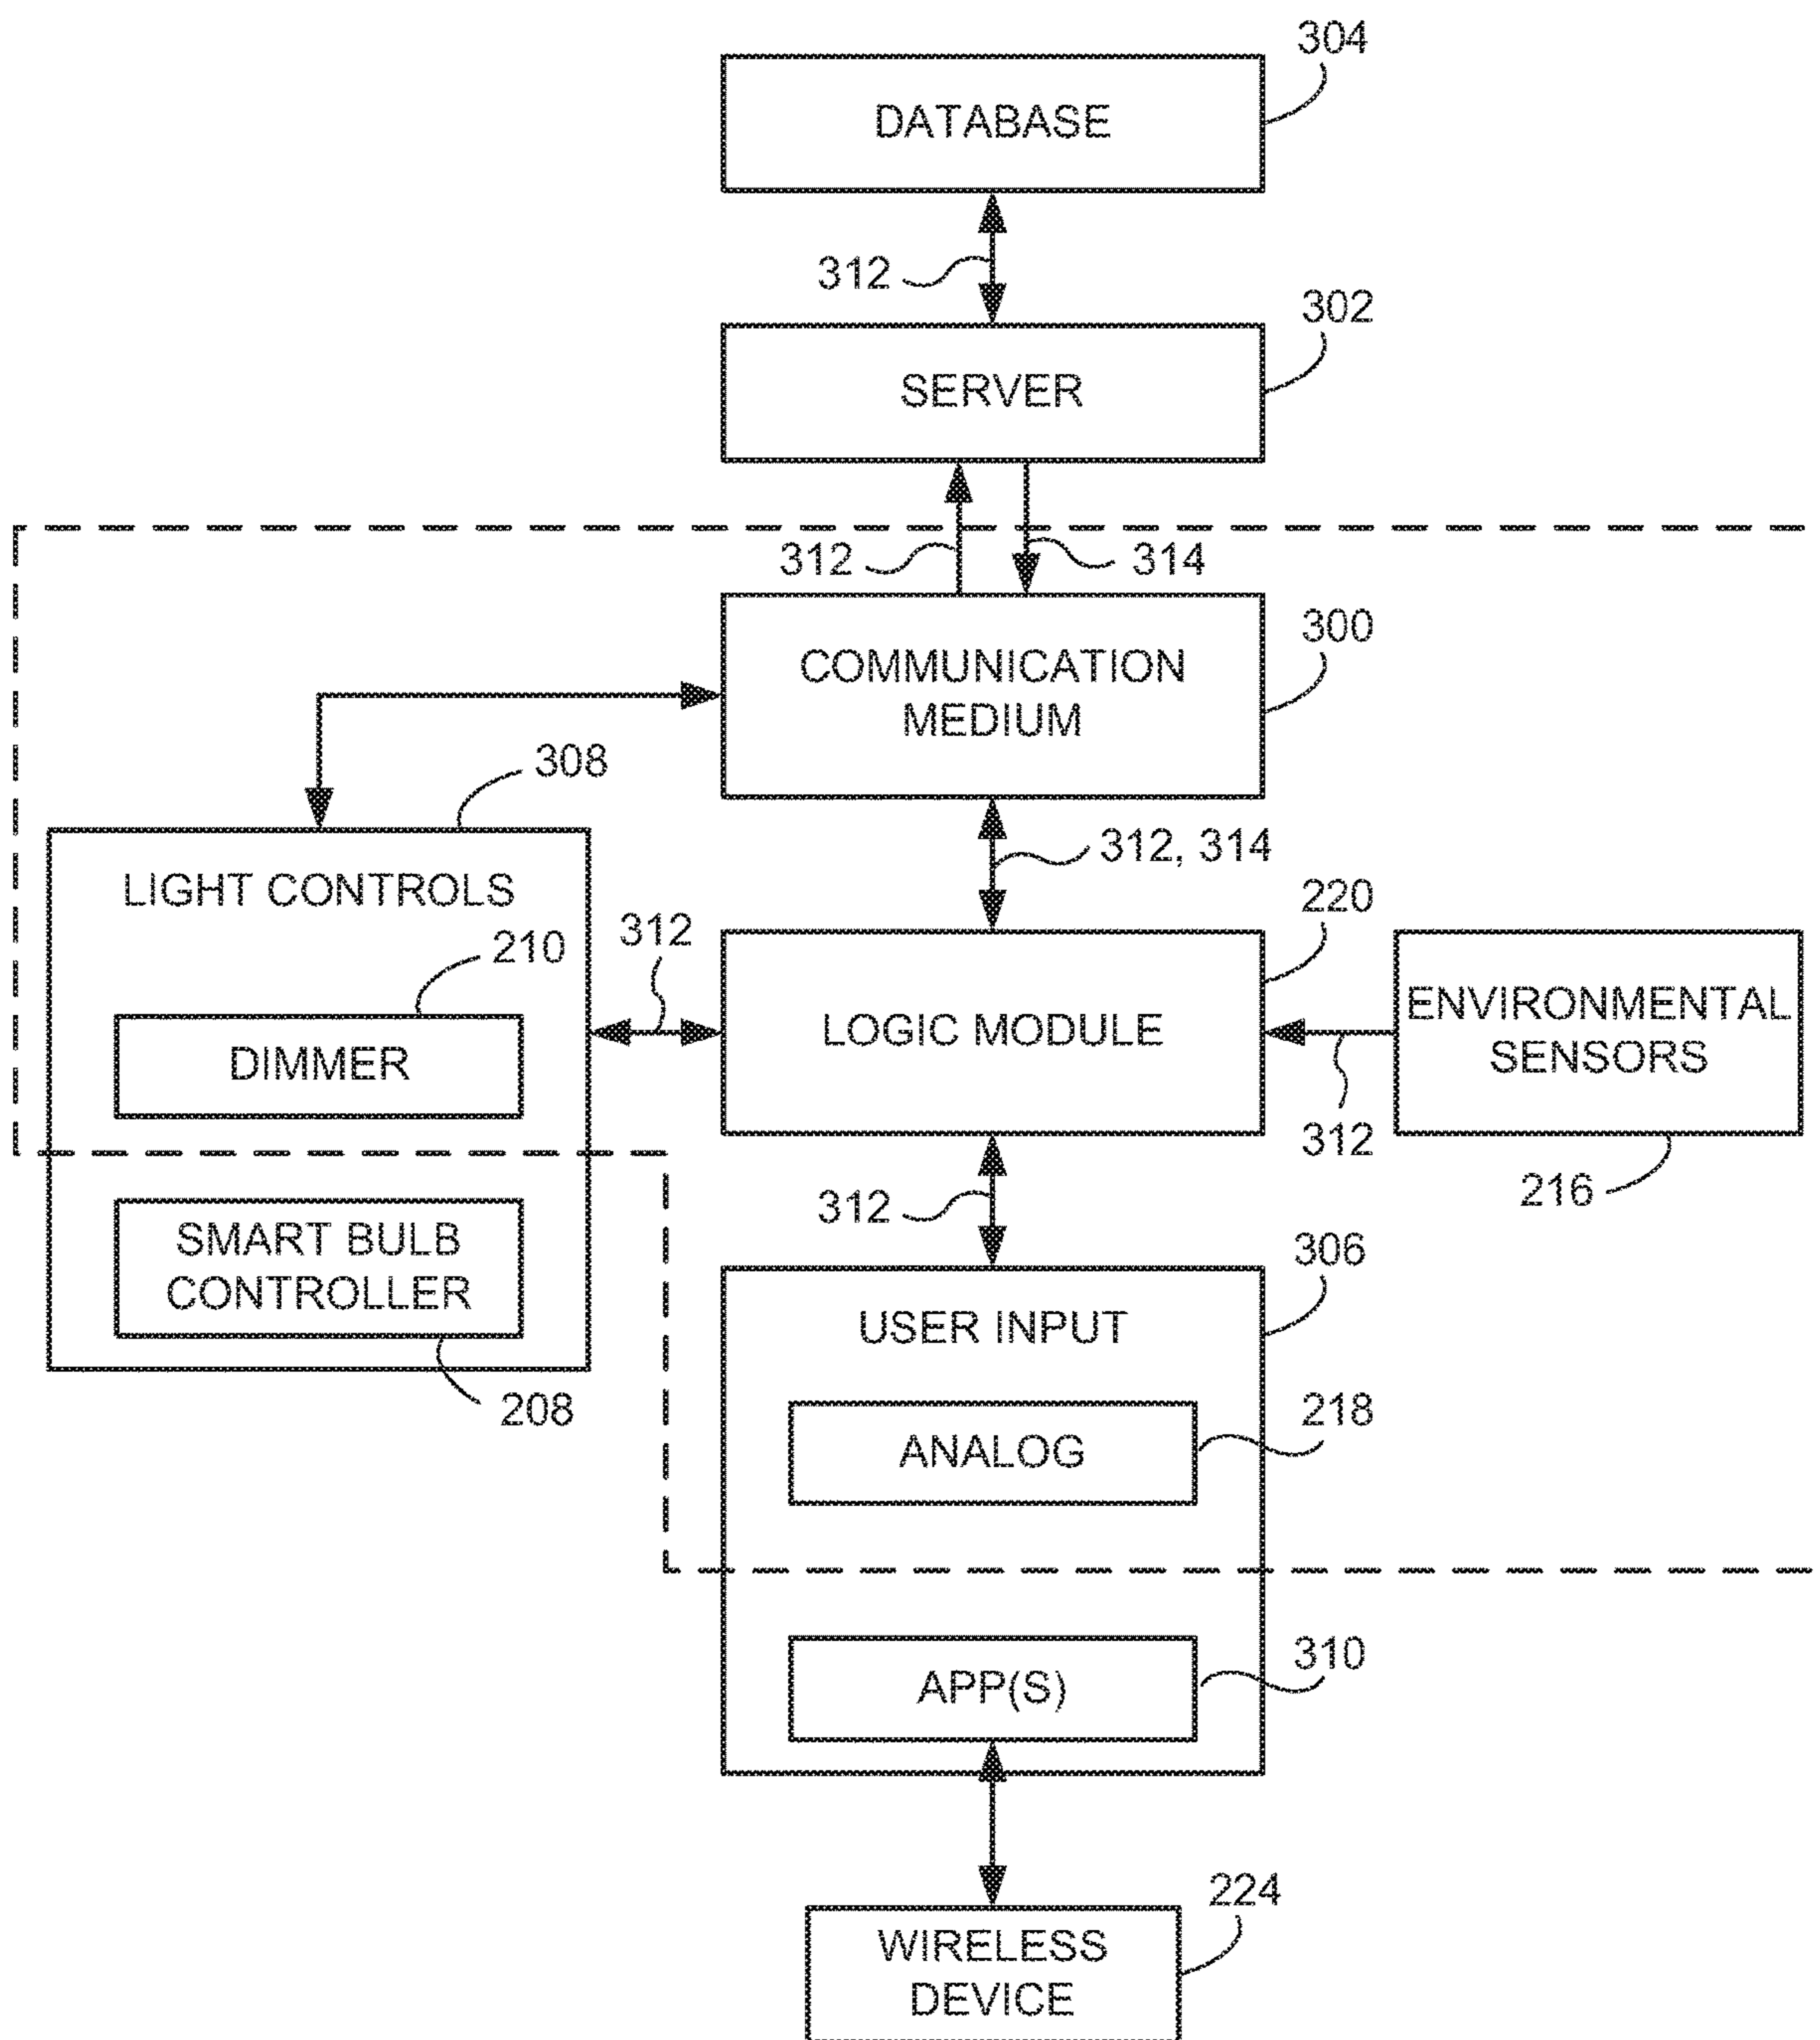 304
DATABASE
312
302
SERVER
312
314
300
COMMUNICATION
MEDIUM
308
312, 314
LIGHT CONTROLS
220
312
210
LOGIC MODULE
ENVIRONMENTAL
SENSORS
DIMMER
312
216
312
SMART BULB
CONTROLLER
306
USER INPUT
208
218
ANALOG
310
APP(S)
224
WIRELESS
DEVICE